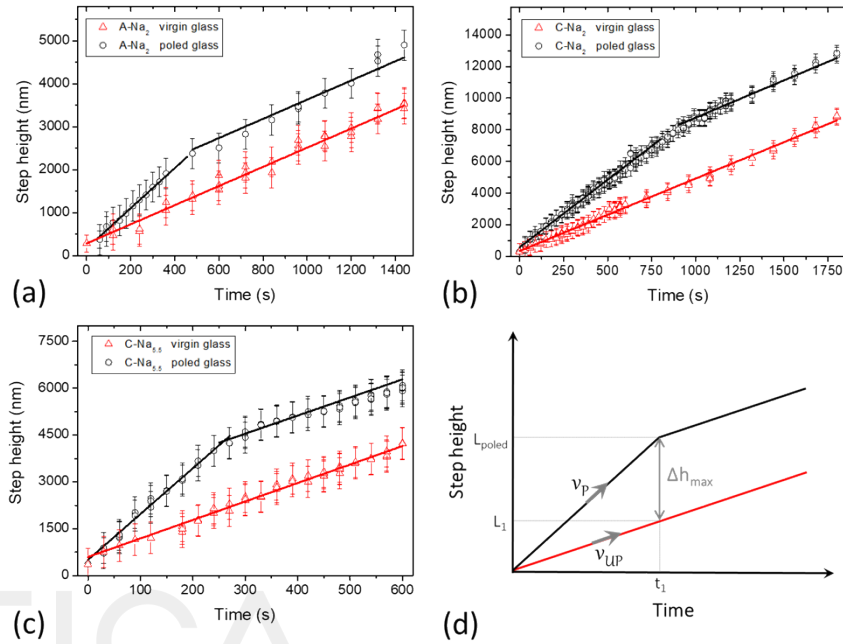 A-Na2 virgin glass
A-Na2 poled glass
Step height (nm)
5000
4000
3000
2000
1000
0
0 200 400 600 800 1000 1200 1400
Time (s)
(a)
C-Na2 virgin glass
C-Na2 poled glass
Step height (nm)
14000
12000
10000
8000
6000
4000
2000
0
0 250 500 750 1000 1250 1500 1750
Time (s)
(b)
C-Na5.5 virgin glass
C-Na5.5 poled glass
Step height (nm)
7500
6000
4500
3000
1500
0
0 100 200 300 400 500 600
Time (s)
(c)
Step height
Lpoled
L1
vP
vUP
Δhmax
t1
Time
(d)
TICA